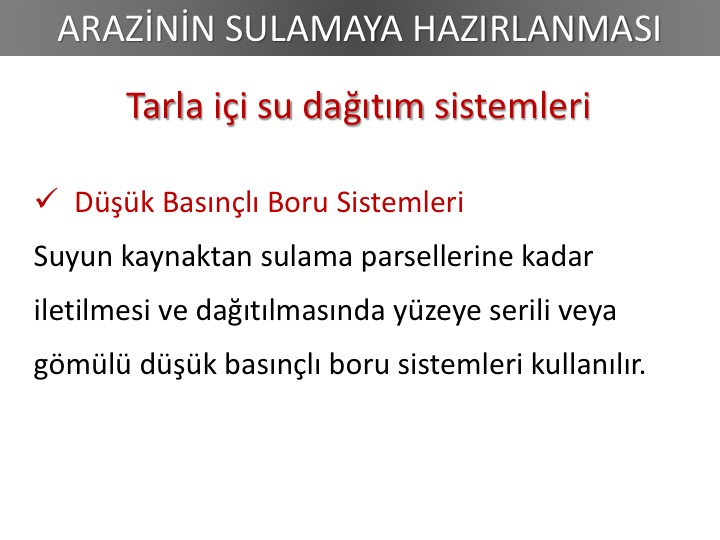 ARAZİNİN SULAMAYA HAZIRLANMASI
Tarla içi su dağıtım sistemleri
✓ Düşük Basınçlı Boru Sistemleri
Suyun kaynaktan sulama parsellerine kadar
iletilmesi ve dağıtılmasında yüzeye serili veya
gömülü düşük basınçlı boru sistemleri kullanılır.